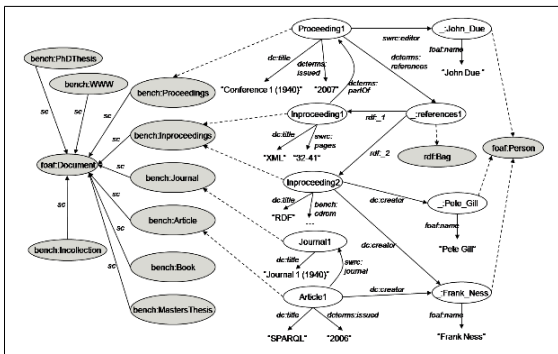 Proceeding1
swrc:editor
_:John_Due
bench:PhDThesis
dc:title
dcterms:issued
dcterms:references
foaf:name
bench:WWW
"Conference 1 (1940)"
"2007"
dcterms:partOf
"John Due"
bench:Proceedings
sc
sc
sc
Inproceeding1
rdf:_1
_:references1
bench:Inproceedings
sc
dc:title
swrc:pages
rdf:_2
"XML"
"32-41"
rdf:Bag
foaf:Person
foaf:Document
sc
bench:Journal
Inproceeding2
dc:title
bench:cdrom
dc:creator
_:Pete_Gill
"RDF"
...
foaf:name
sc
bench:Article
dc:creator
Journal1
"Pete Gill"
bench:Incollection
sc
dc:title
swrc:journal
sc
bench:Book
"Journal 1 (1940)"
sc
Article1
dc:creator
_:Frank_Ness
bench:MastersThesis
dc:title
dcterms:issued
foaf:name
"SPARQL"
"2006"
"Frank Ness"